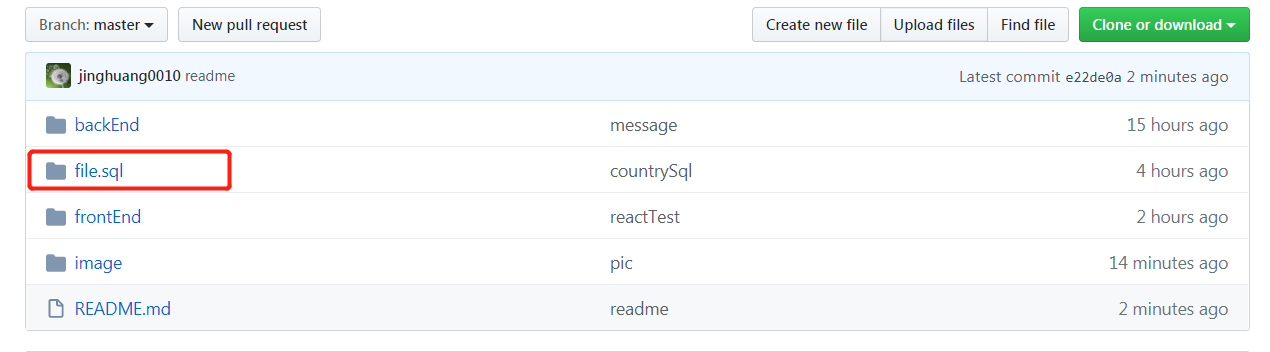 Branch: master New pull request Create new file Upload files Find file Clone or download
jinghuang0010 readme Latest commit e22de0a 2 minutes ago
backEnd message 15 hours ago
file.sql countrySql 4 hours ago
frontEnd reactTest 2 hours ago
image pic 14 minutes ago
README.md readme 2 minutes ago